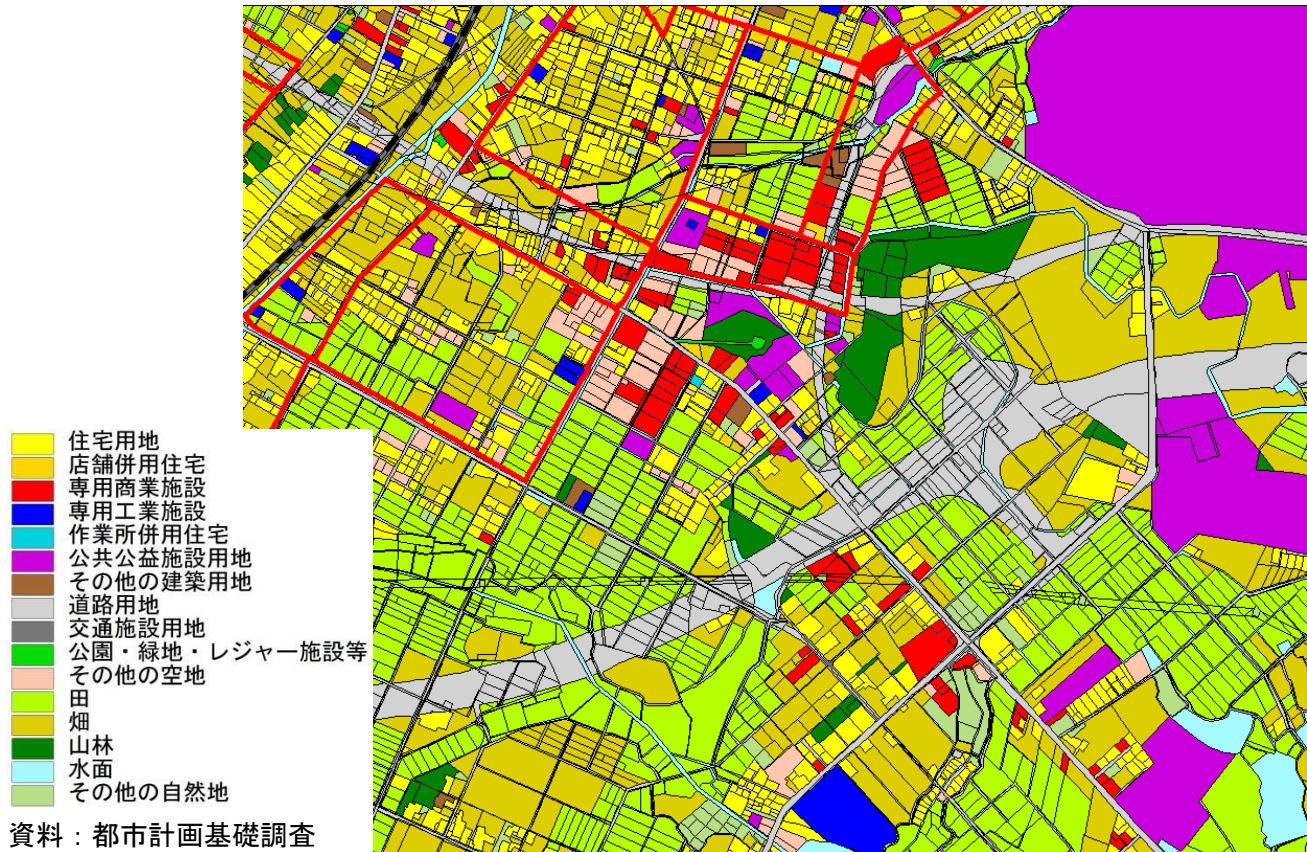 住宅用地
店舗併用住宅
専用商業施設
専用工業施設
作業所併用住宅
公共公益施設用地
その他の建築用地
道路用地
交通施設用地
公園・緑地・レジャー施設等
その他の空地
田
畑
山林
水面
その他の自然地
資料：都市計画基礎調査